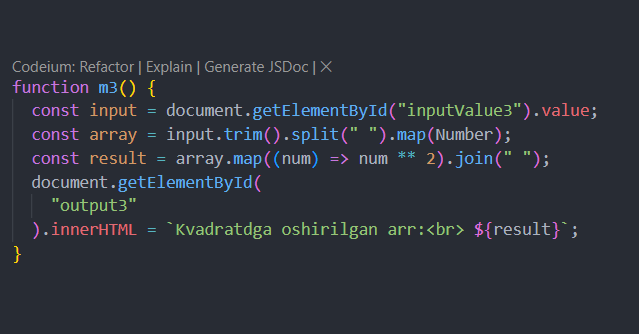 Codeium: Refactor | Explain | Generate JSDoc | ✕
function m3() {
  const input = document.getElementById("inputValue3").value;
  const array = input.trim().split(" ").map(Number);
  const result = array.map((num) => num ** 2).join(" ");
  document.getElementById(
    "output3"
  ).innerHTML = `Kvadratdga oshirilgan arr:<br> ${result}`;
}